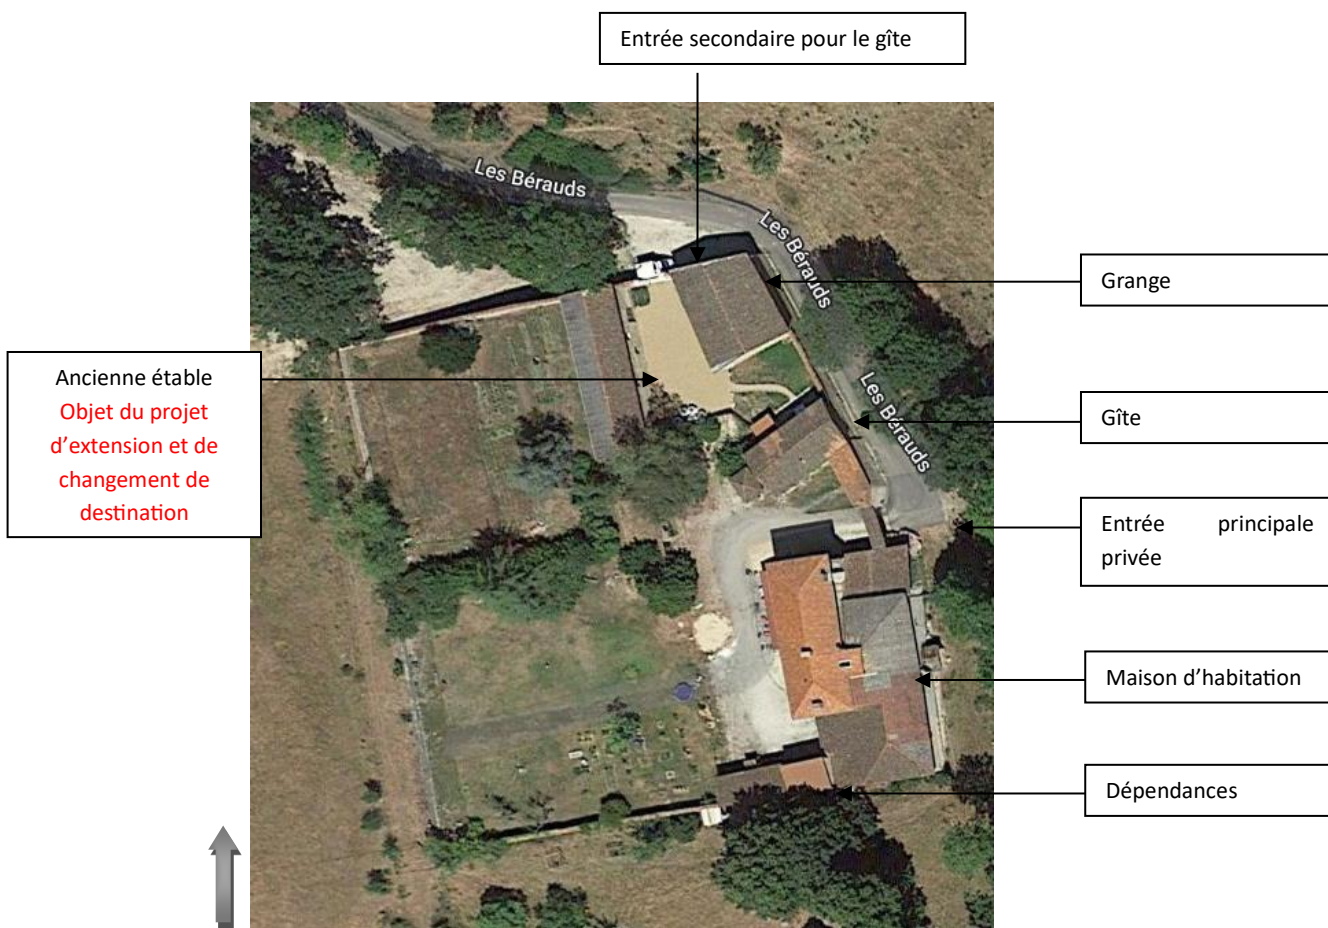 Entrée secondaire pour le gîte
Les Bérauds
Les Bérauds
Grange
Ancienne étable
Objet du projet
d’extension et de
changement de
destination
Les Bérauds
Gîte
Entrée principale
privée
Maison d’habitation
Dépendances